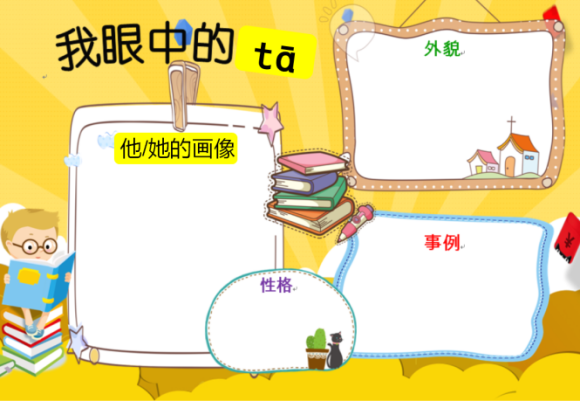 我眼中的 tā
外貌
他/她的画像
事例
性格